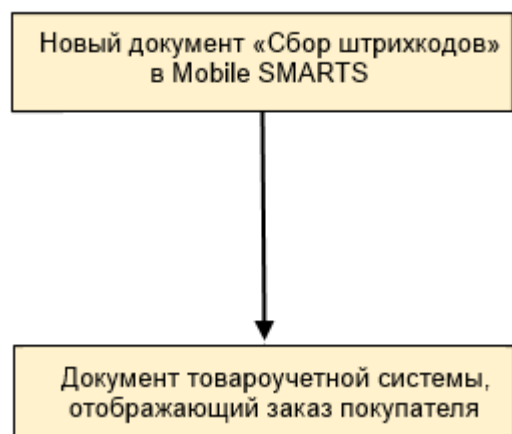 Новый документ «Сбор штрихкодов»
в Mobile SMARTS
Документ товароучетной системы,
отображающий заказ покупателя